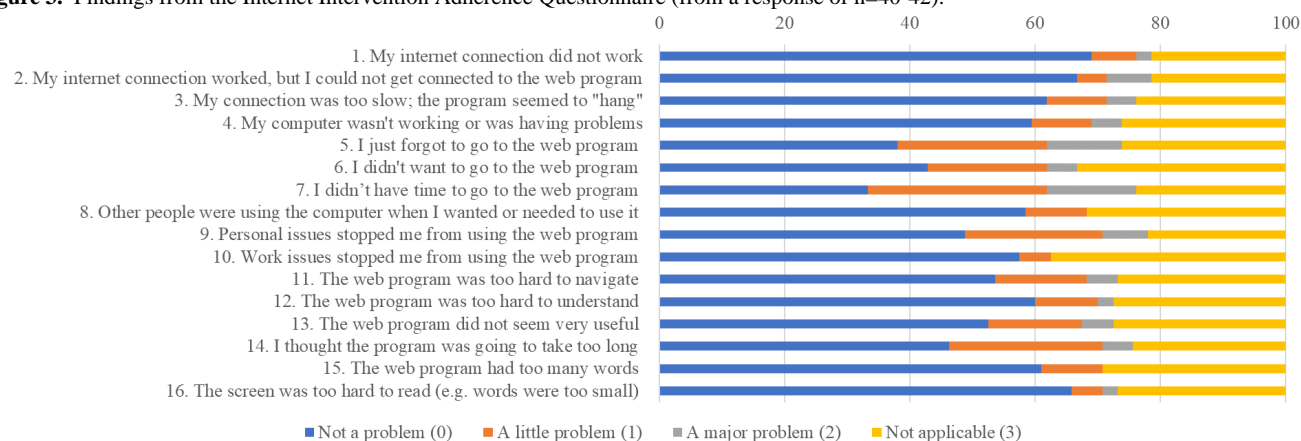 Figure 3. Findings from the Internet Intervention Adherence Questionnaire (from a response of n=40-42).
0 20 40 60 80 100
1. My internet connection did not work
2. My internet connection worked, but I could not get connected to the web program
3. My connection was too slow; the program seemed to "hang"
4. My computer wasn't working or was having problems
5. I just forgot to go to the web program
6. I didn't want to go to the web program
7. I didn’t have time to go to the web program
8. Other people were using the computer when I wanted or needed to use it
9. Personal issues stopped me from using the web program
10. Work issues stopped me from using the web program
11. The web program was too hard to navigate
12. The web program was too hard to understand
13. The web program did not seem very useful
14. I thought the program was going to take too long
15. The web program had too many words
16. The screen was too hard to read (e.g. words were too small)
Not a problem (0) A little problem (1) A major problem (2) Not applicable (3)